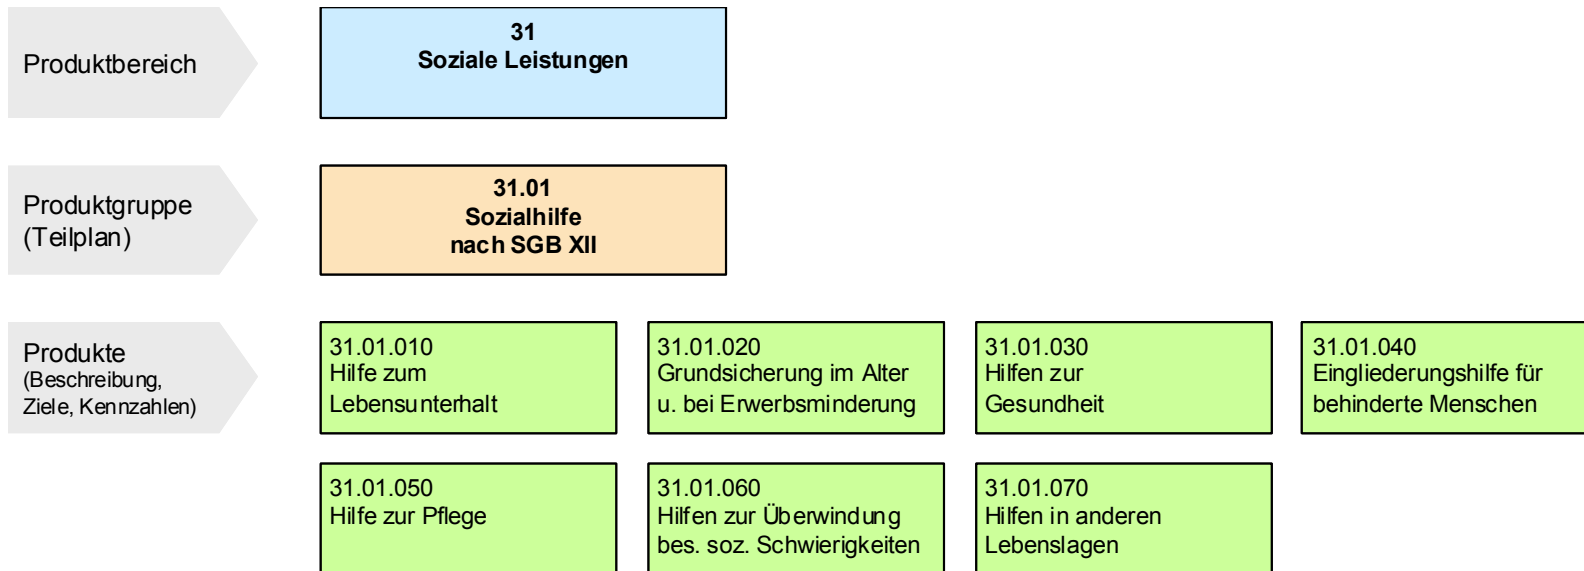 Produktbereich
31
Soziale Leistungen
Produktgruppe
(Teilplan)
31.01
Sozialhilfe
nach SGB XII
Produkte
(Beschreibung,
Ziele, Kennzahlen)
31.01.010
Hilfe zum
Lebensunterhalt
31.01.020
Grundsicherung im Alter
u. bei Erwerbsminderung
31.01.030
Hilfen zur
Gesundheit
31.01.040
Eingliederungshilfe für
behinderte Menschen
31.01.050
Hilfe zur Pflege
31.01.060
Hilfen zur Überwindung
bes. soz. Schwierigkeiten
31.01.070
Hilfen in anderen
Lebenslagen